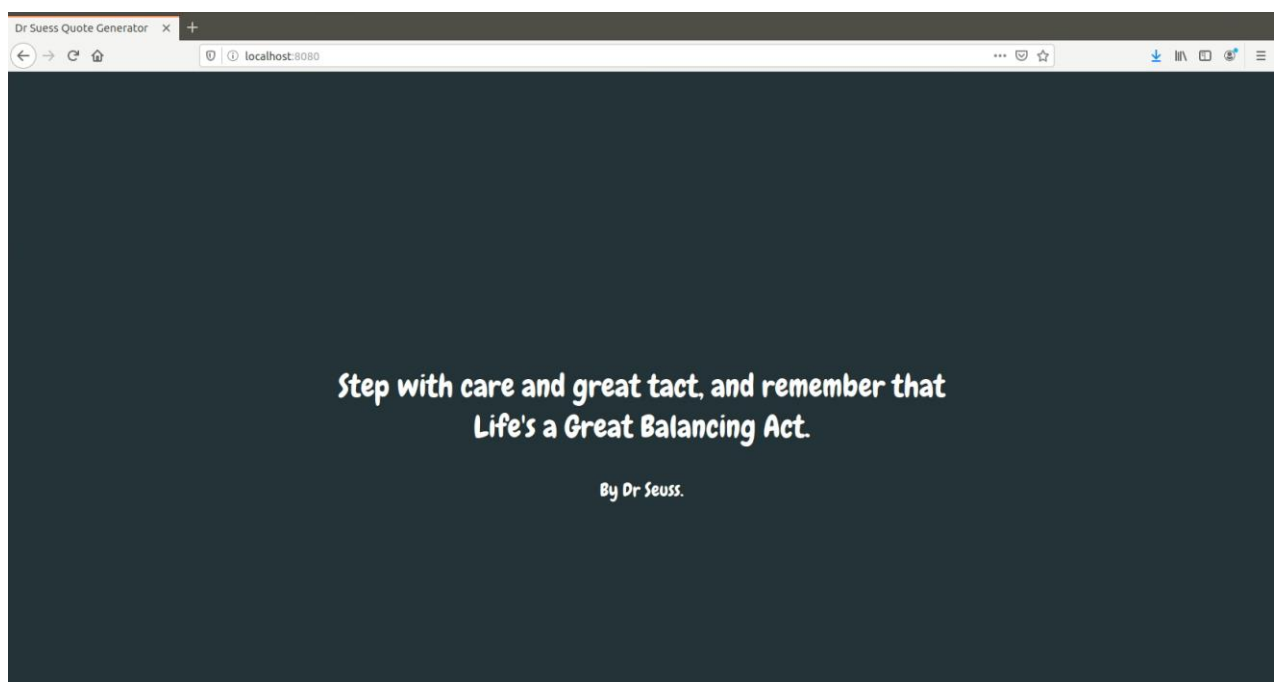 Dr Suess Quote Generator
localhost:8080
Step with care and great tact, and remember that
Life's a Great Balancing Act.
By Dr Seuss.